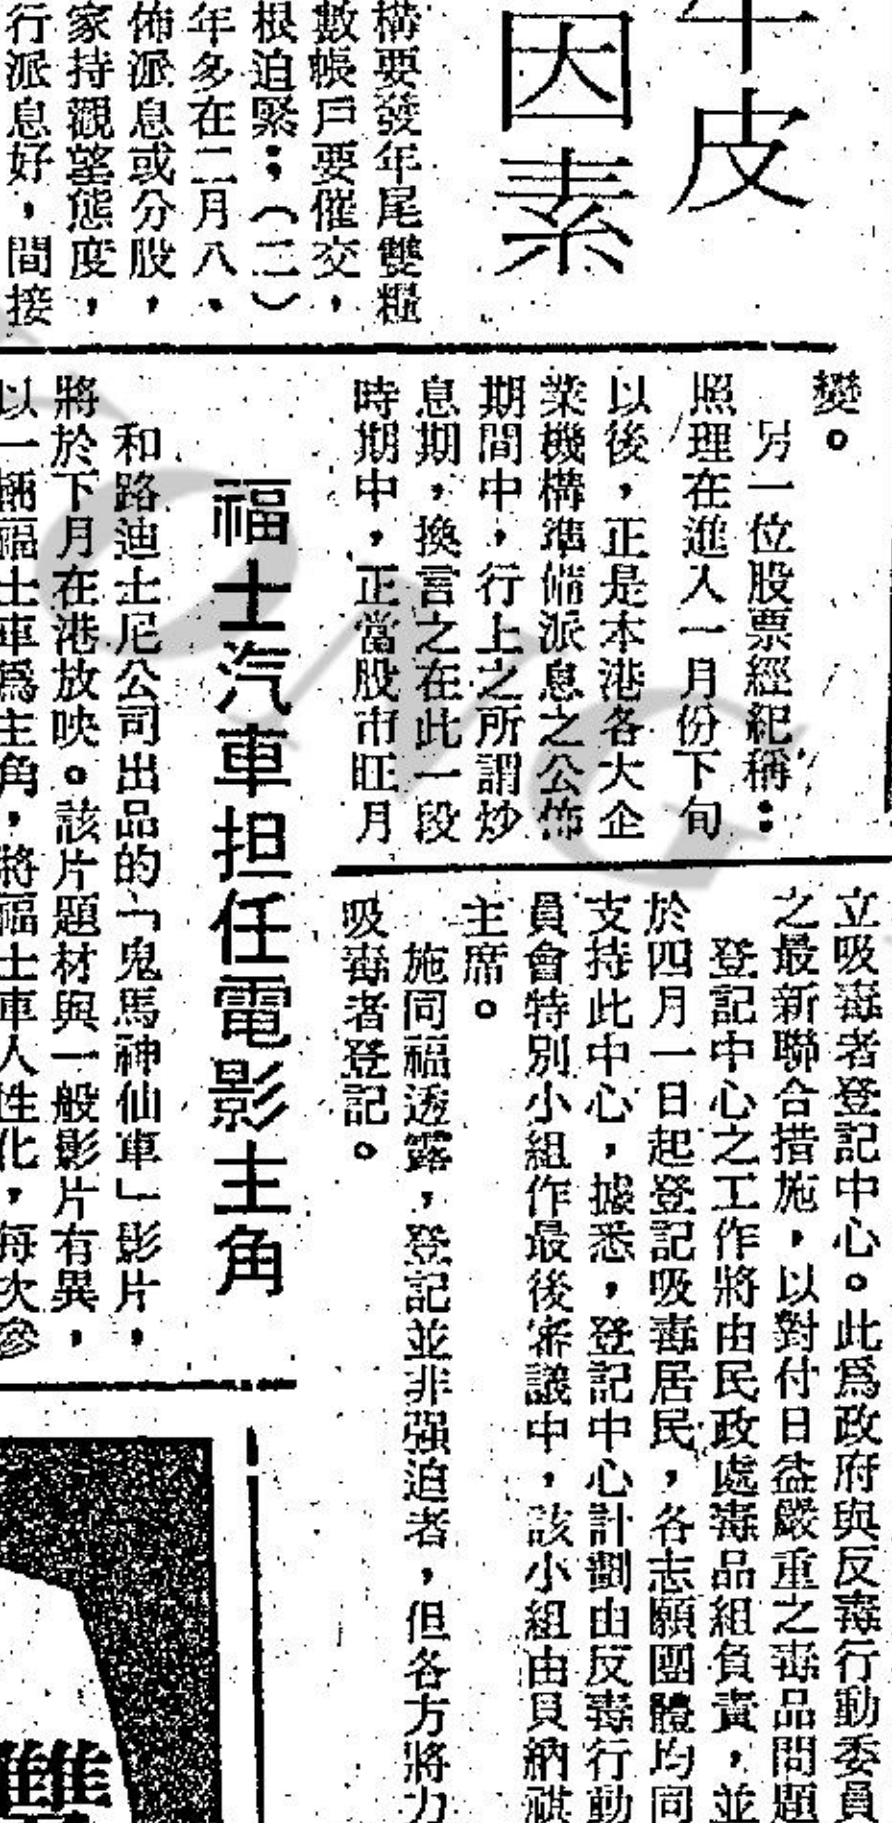 牛皮
因素
構要發年尾雙糧
數帳戶要催交，
根迫緊；（二）
年多在二月八、
佈派息或分股，
家持觀望態度，
行派息好，間接
變。
另一位股票經紀稱：
照理在進入一月份下旬
以後，正是本港各大企
業機構準備派息之公佈
期間中，行上之所謂炒
息期，換言之在此一段
時期中，正當股市旺月
福士汽車担任電影主角
和路迪士尼公司出品的「鬼馬神仙車」影片，
將於下月在港放映。該片題材與一般影片有異，
以一輛福士車爲主角，將福士車人性化，每次參
立吸毒者登記中心。此爲政府與反毒行動委員
之最新聯合措施，以對付日益嚴重之毒品問題
登記中心之工作將由民政處毒品組負責，並
於四月一日起登記吸毒居民，各志願團體均同
支持此中心，據悉，登記中心計劃由反毒行動
員會特別小組作最後審議中，該小組由貝納祺
主席。
施同福透露，登記並非强迫者，但各方將力
吸毒者登記。
雙